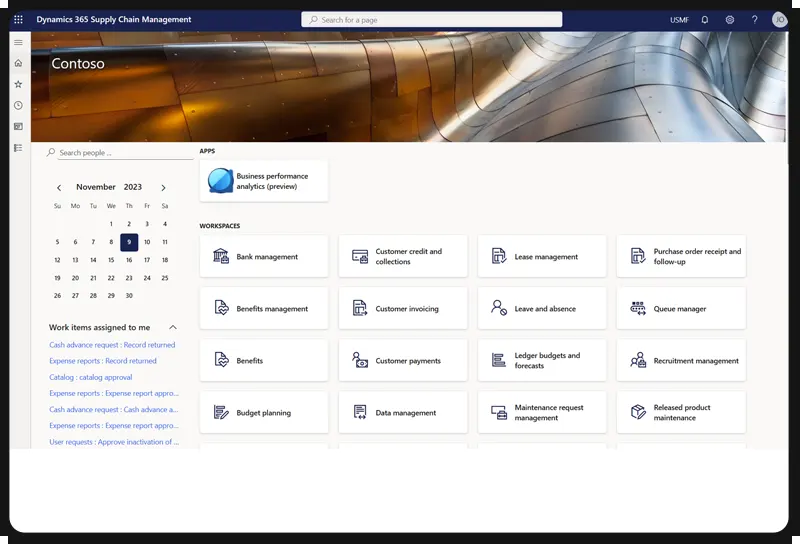 Dynamics 365 Supply Chain Management
Search for a page
USMF
?
JO
Contoso
Search people ...
November 2023
Su Mo Tu We Th Fr Sa
1 2 3 4
5 6 7 8 9 10 11
12 13 14 15 16 17 18
19 20 21 22 23 24 25
26 27 28 29 30
Work items assigned to me
Cash advance request : Record returned
Expense reports : Record returned
Catalog : catalog approval
Expense reports : Expense report appro...
Cash advance request : Cash advance a...
Expense reports : Expense report appro...
User requests : Approve inactivation of ...
APPS
Business performance
analytics (preview)
WORKSPACES
Bank management
Customer credit and
collections
Lease management
Purchase order receipt and
follow-up
Benefits management
Customer invoicing
Leave and absence
Queue manager
Benefits
Customer payments
Ledger budgets and
forecasts
Recruitment management
Budget planning
Data management
Maintenance request
management
Released product
maintenance